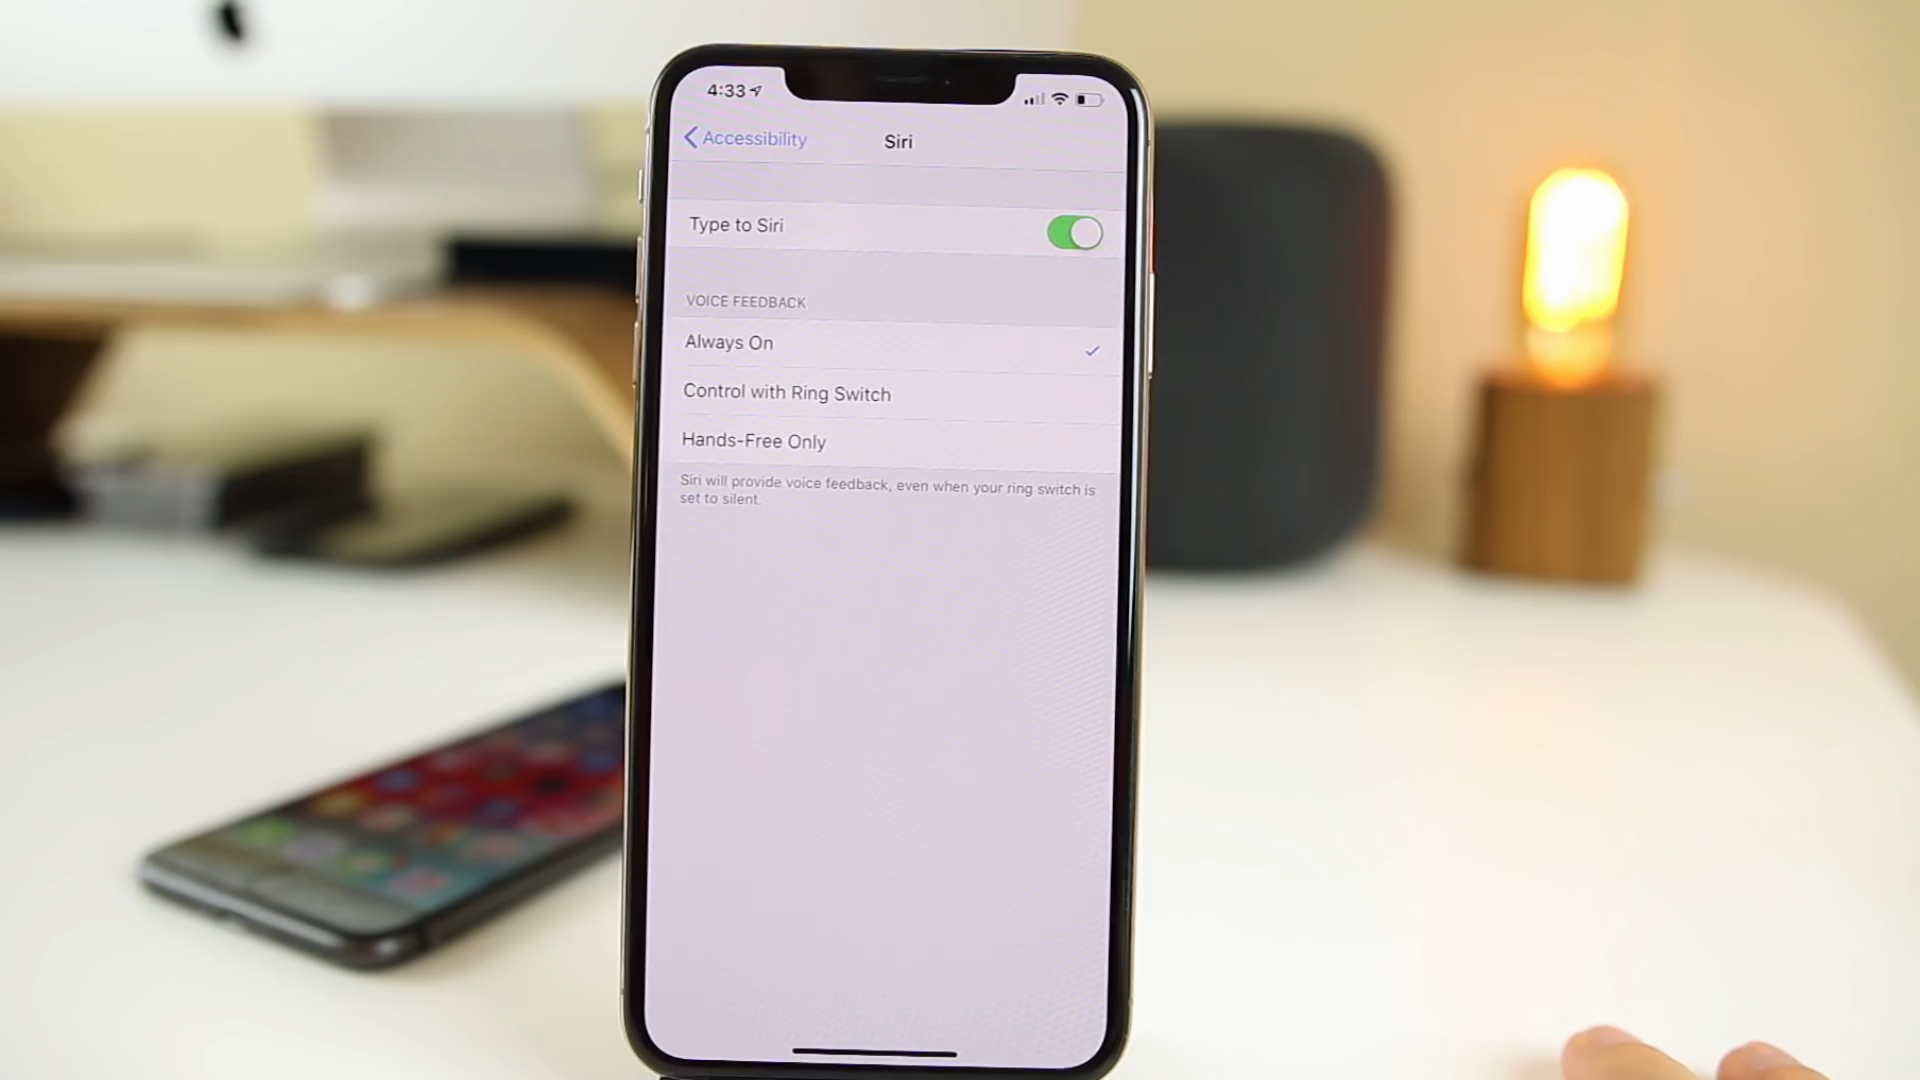 4:33
Accessibility
Siri
Type to Siri
VOICE FEEDBACK
Always On
Control with Ring Switch
Hands-Free Only
Siri will provide voice feedback, even when your ring switch is
set to silent.